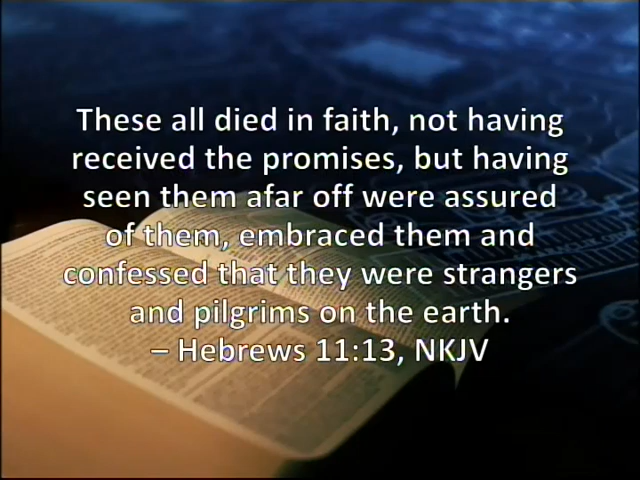 These all died in faith, not having
received the promises, but having
seen them afar off were assured
of them, embraced them and
confessed that they were strangers
and pilgrims on the earth.
– Hebrews 11:13, NKJV